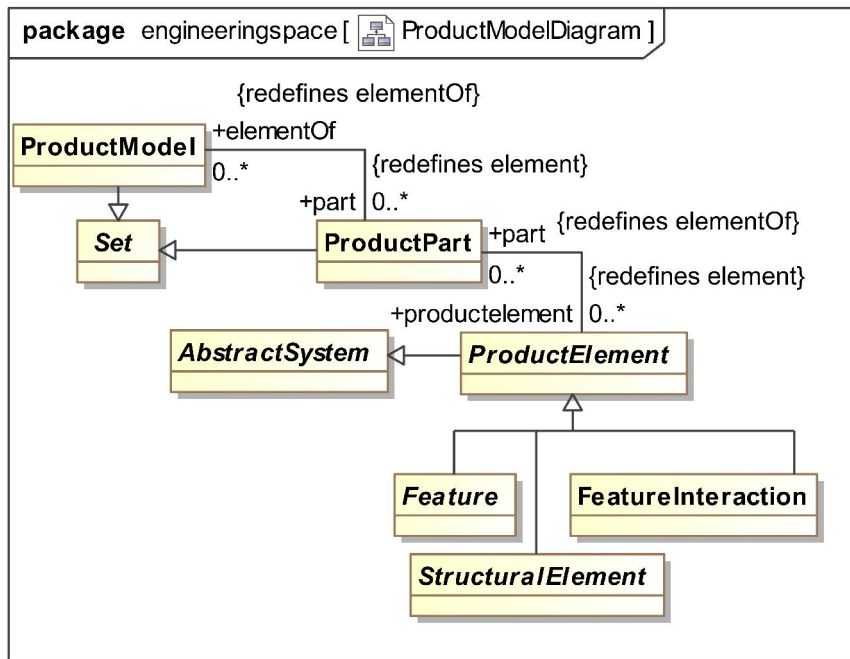 package engineeringspace [ ProductModelDiagram ]
{redefines elementOf}
+elementOf
ProductModel
0..*
{redefines element}
+part 0..*
Set
ProductPart
+part {redefines elementOf}
0..*
{redefines element}
+productelement 0..*
AbstractSystem
ProductElement
Feature
FeatureInteraction
StructuralElement